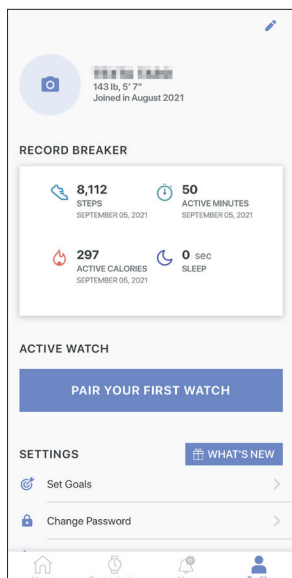 143 lb, 5' 7"
Joined in August 2021
RECORD BREAKER
8,112
STEPS
SEPTEMBER 05, 2021
50
ACTIVE MINUTES
SEPTEMBER 05, 2021
297
ACTIVE CALORIES
SEPTEMBER 05, 2021
0 sec
SLEEP
ACTIVE WATCH
PAIR YOUR FIRST WATCH
SETTINGS
WHAT'S NEW
Set Goals
Change Password